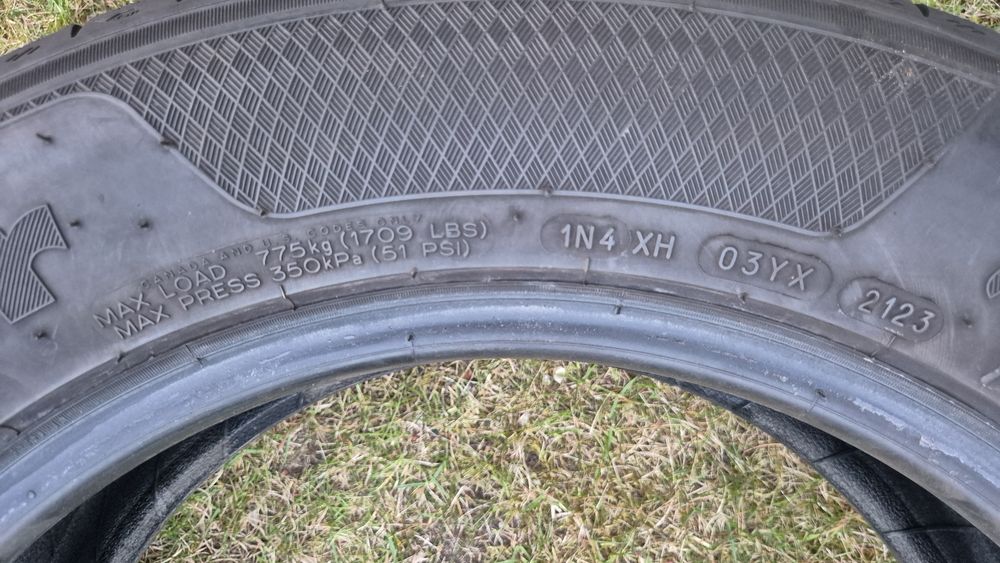 CANADA AND U.S. CODES ONLY
MAX LOAD 775kg (1709 LBS)
MAX PRESS 350kPa (51 PSI)
1N4 XH 03YX 2123
r